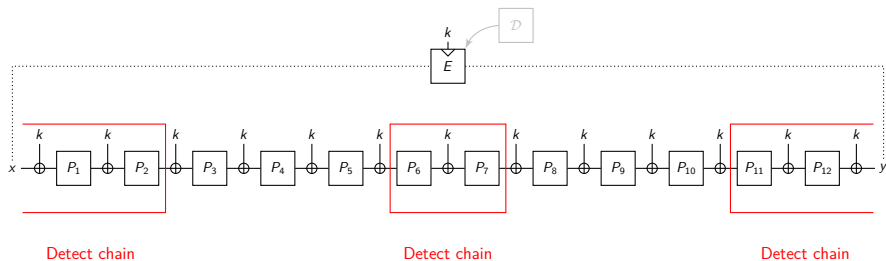 𝒟
k
E
k k k k k k k k k k k k k
x P₁ P₂ P₃ P₄ P₅ P₆ P₇ P₈ P₉ P₁₀ P₁₁ P₁₂ y
Detect chain Detect chain Detect chain